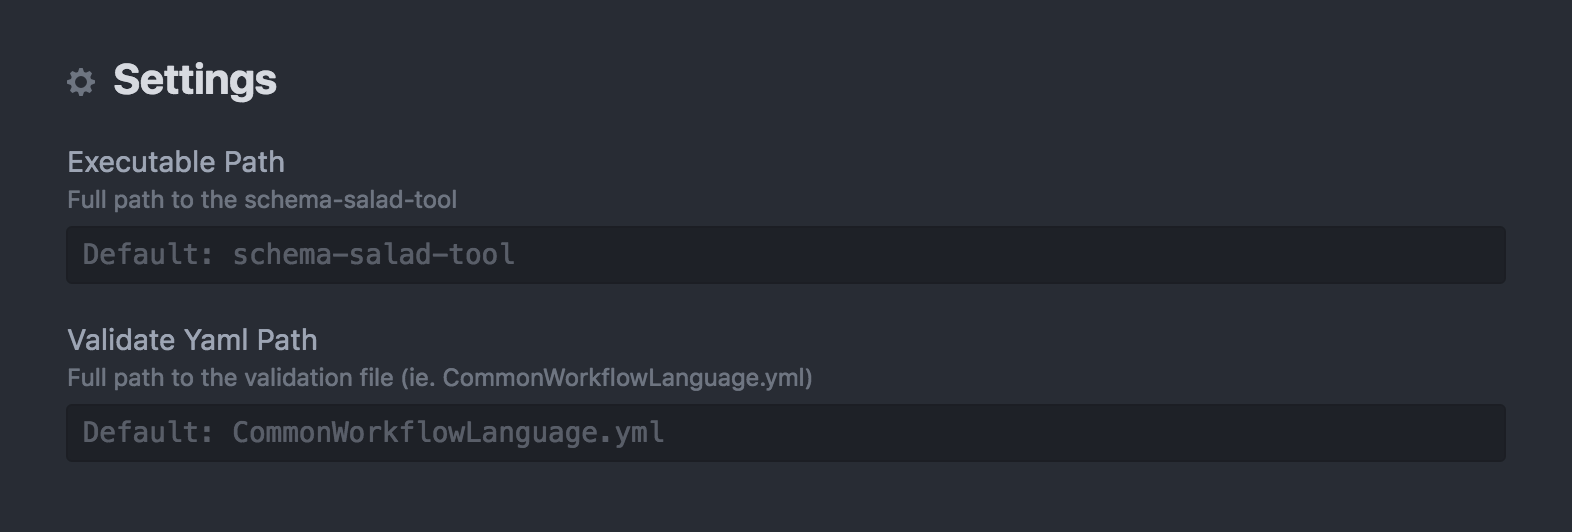 Settings
Executable Path
Full path to the schema-salad-tool
Default: schema-salad-tool
Validate Yaml Path
Full path to the validation file (ie. CommonWorkflowLanguage.yml)
Default: CommonWorkflowLanguage.yml